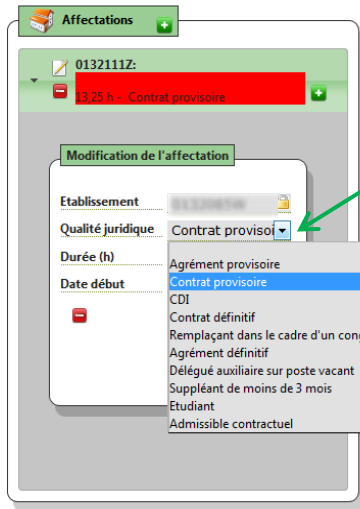 Affectations
0132111Z:
13,25 h - Contrat provisoire
Modification de l'affectation
Etablissement
Qualité juridique Contrat provisoi
Durée (h)
Agrément provisoire
Date début Contrat provisoire
CDI
Contrat définitif
Remplaçant dans le cadre d'un cong
Agrément définitif
Délégué auxiliaire sur poste vacant
Suppléant de moins de 3 mois
Etudiant
Admissible contractuel